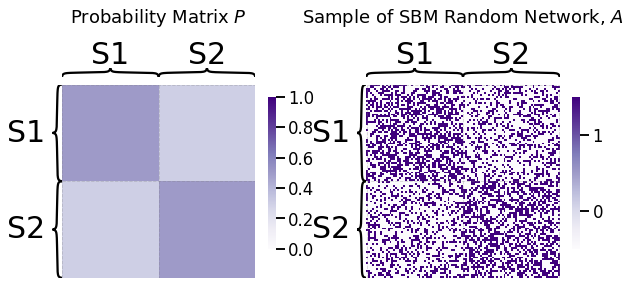 Probability Matrix P
S1 S2
S1
S2
1.0
0.8
0.6
0.4
0.2
0.0
Sample of SBM Random Network, A
S1 S2
S1
S2
1
0